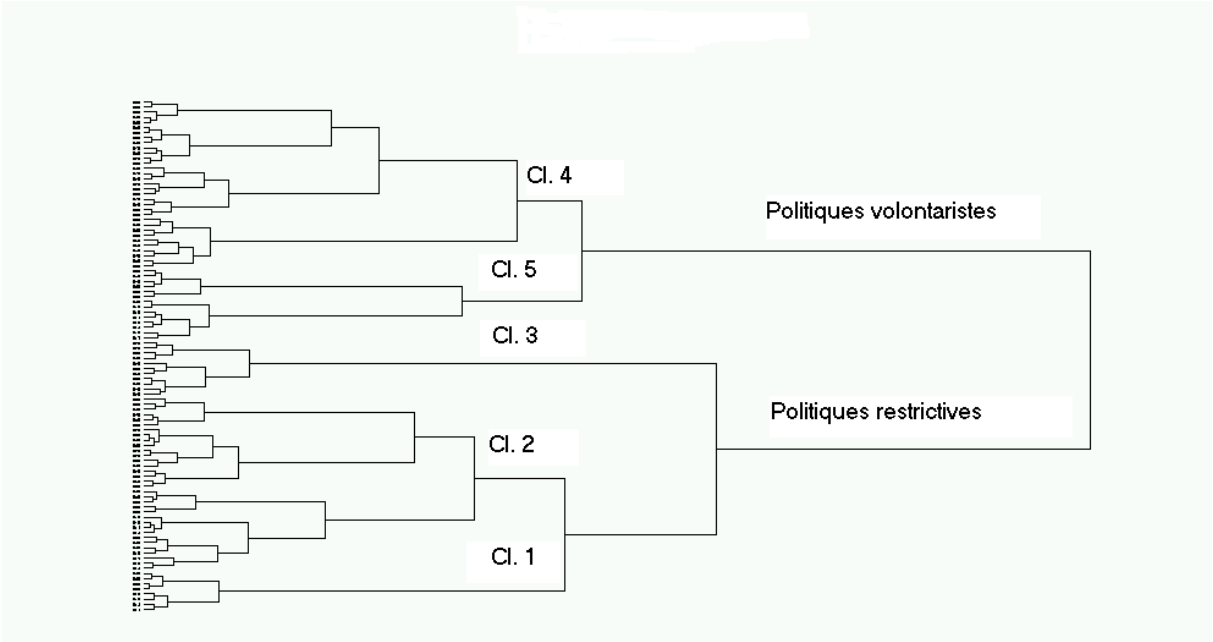 Cl. 4
Politiques volontaristes
Cl. 5
Cl. 3
Politiques restrictives
Cl. 2
Cl. 1